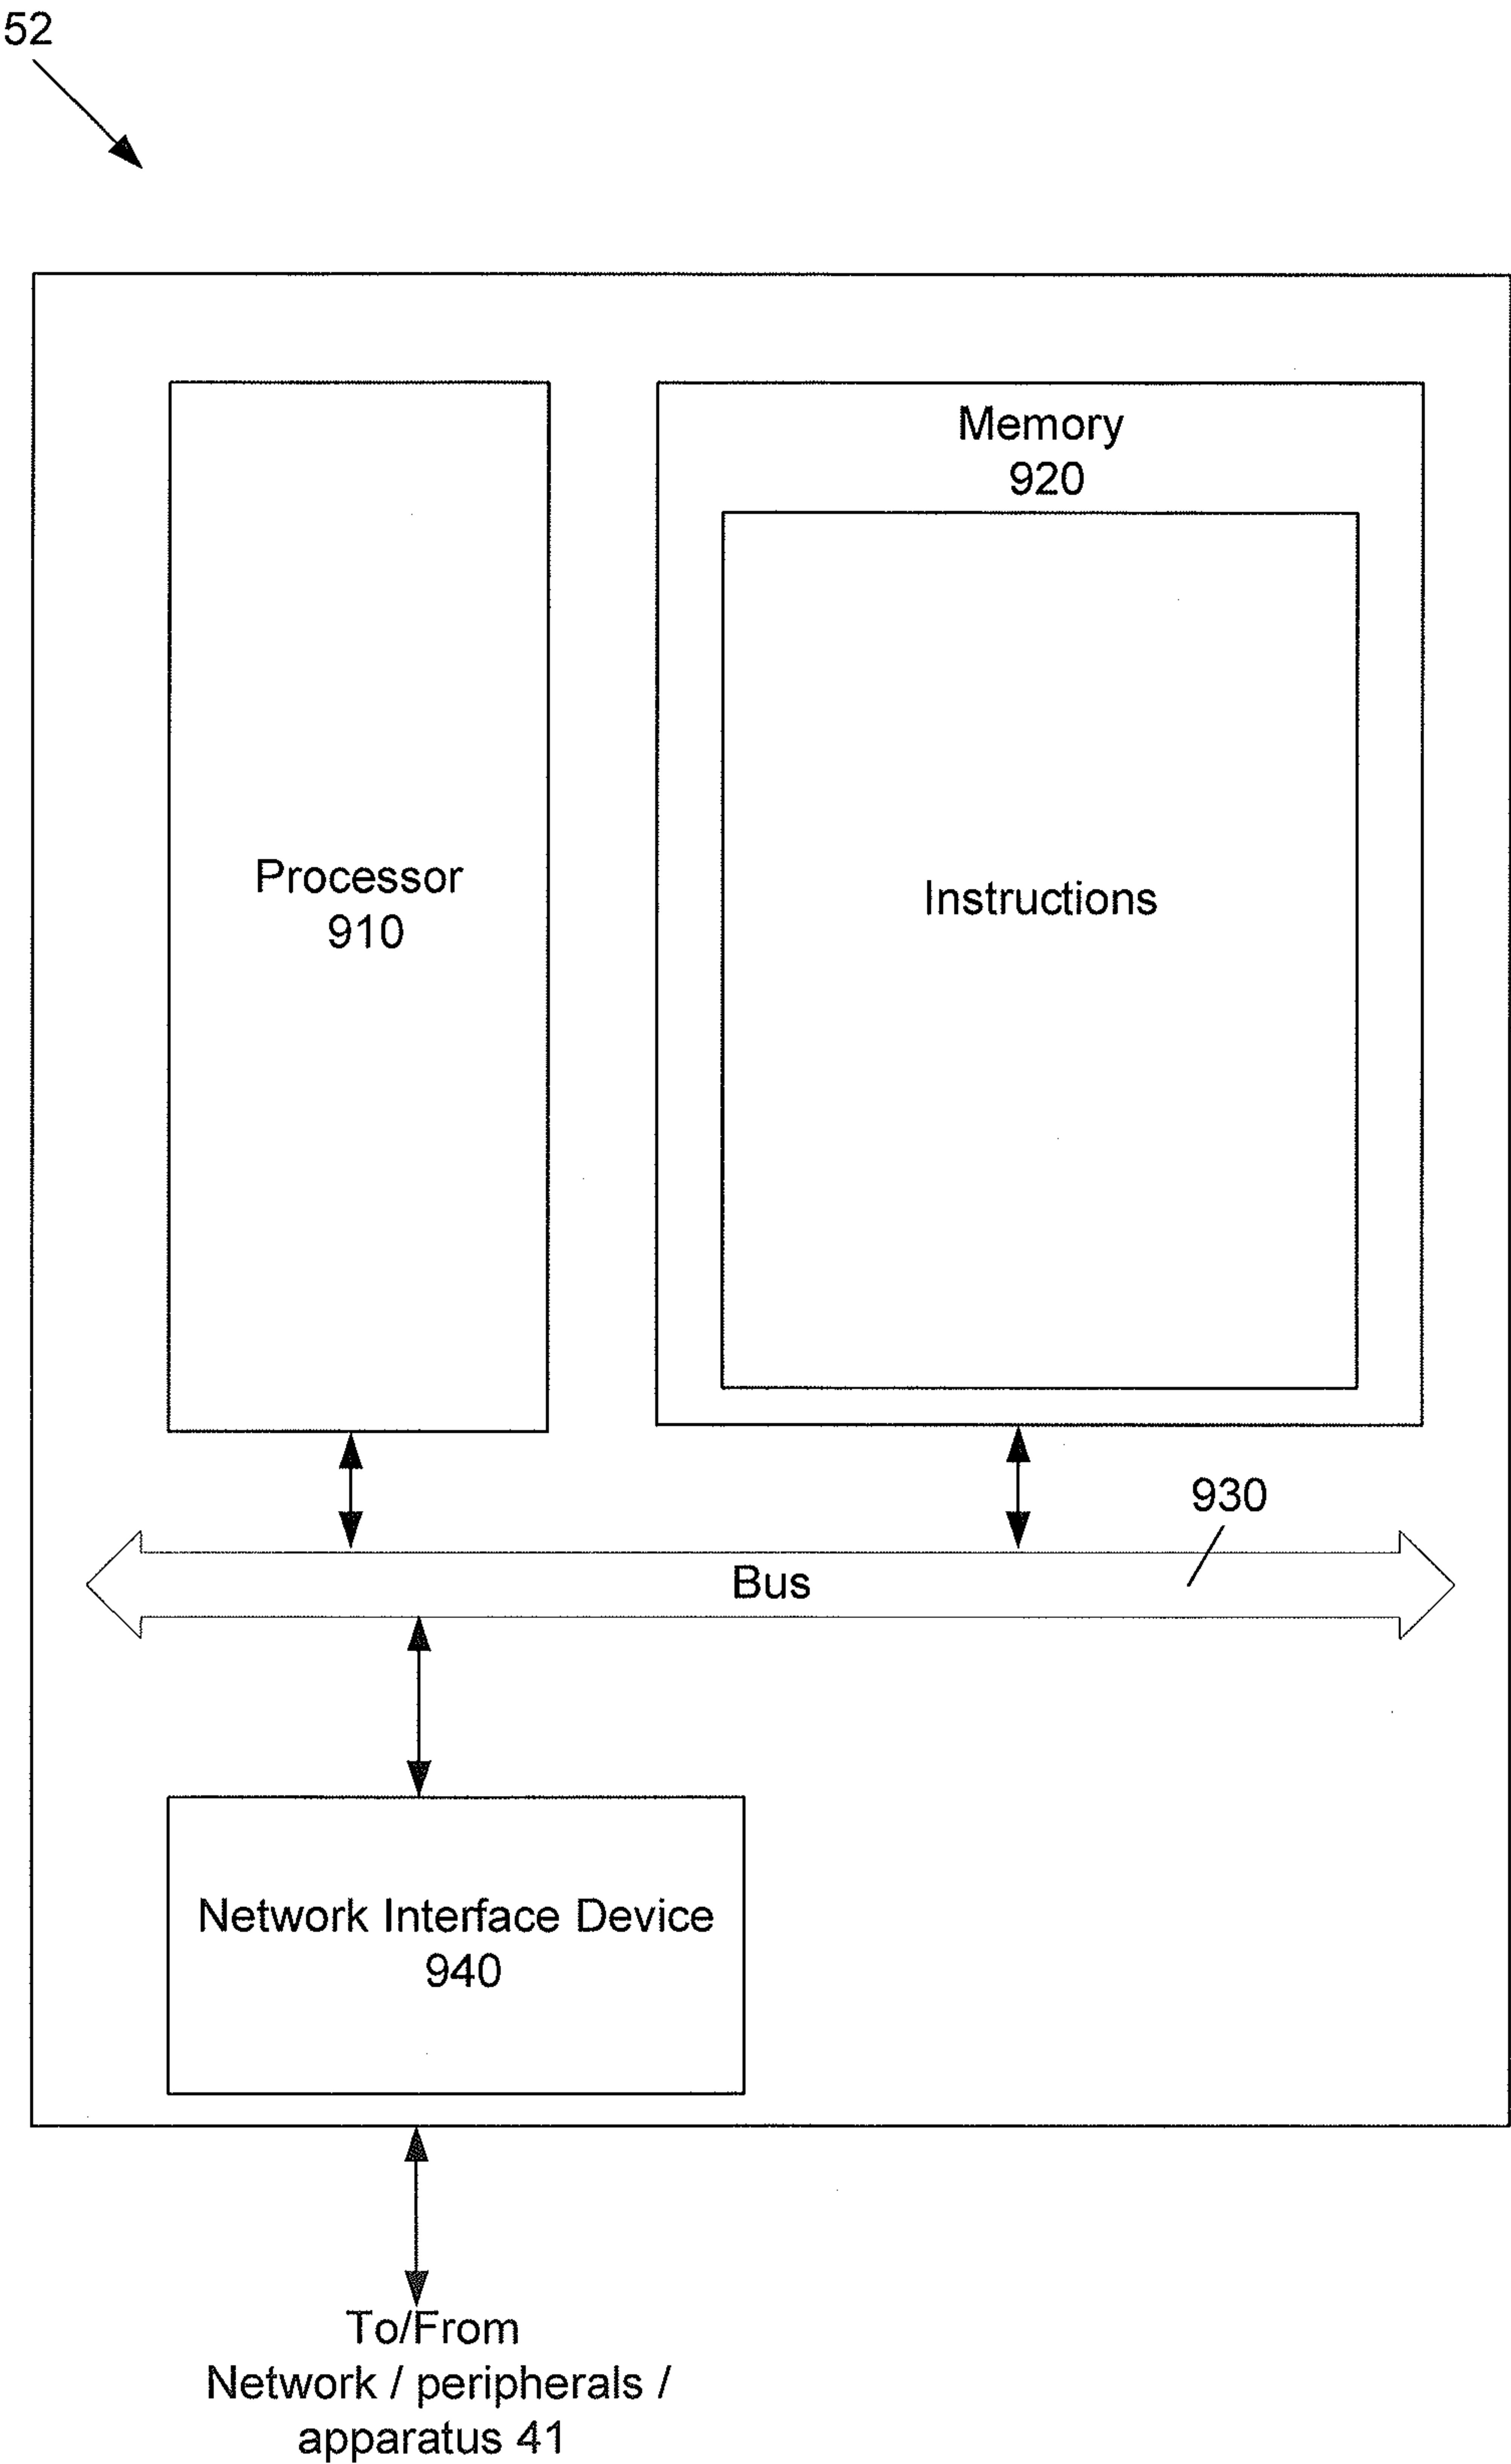 52
Memory
920
Processor
910
Instructions
930
Bus
Network Interface Device
940
To/From
Network / peripherals /
apparatus 41